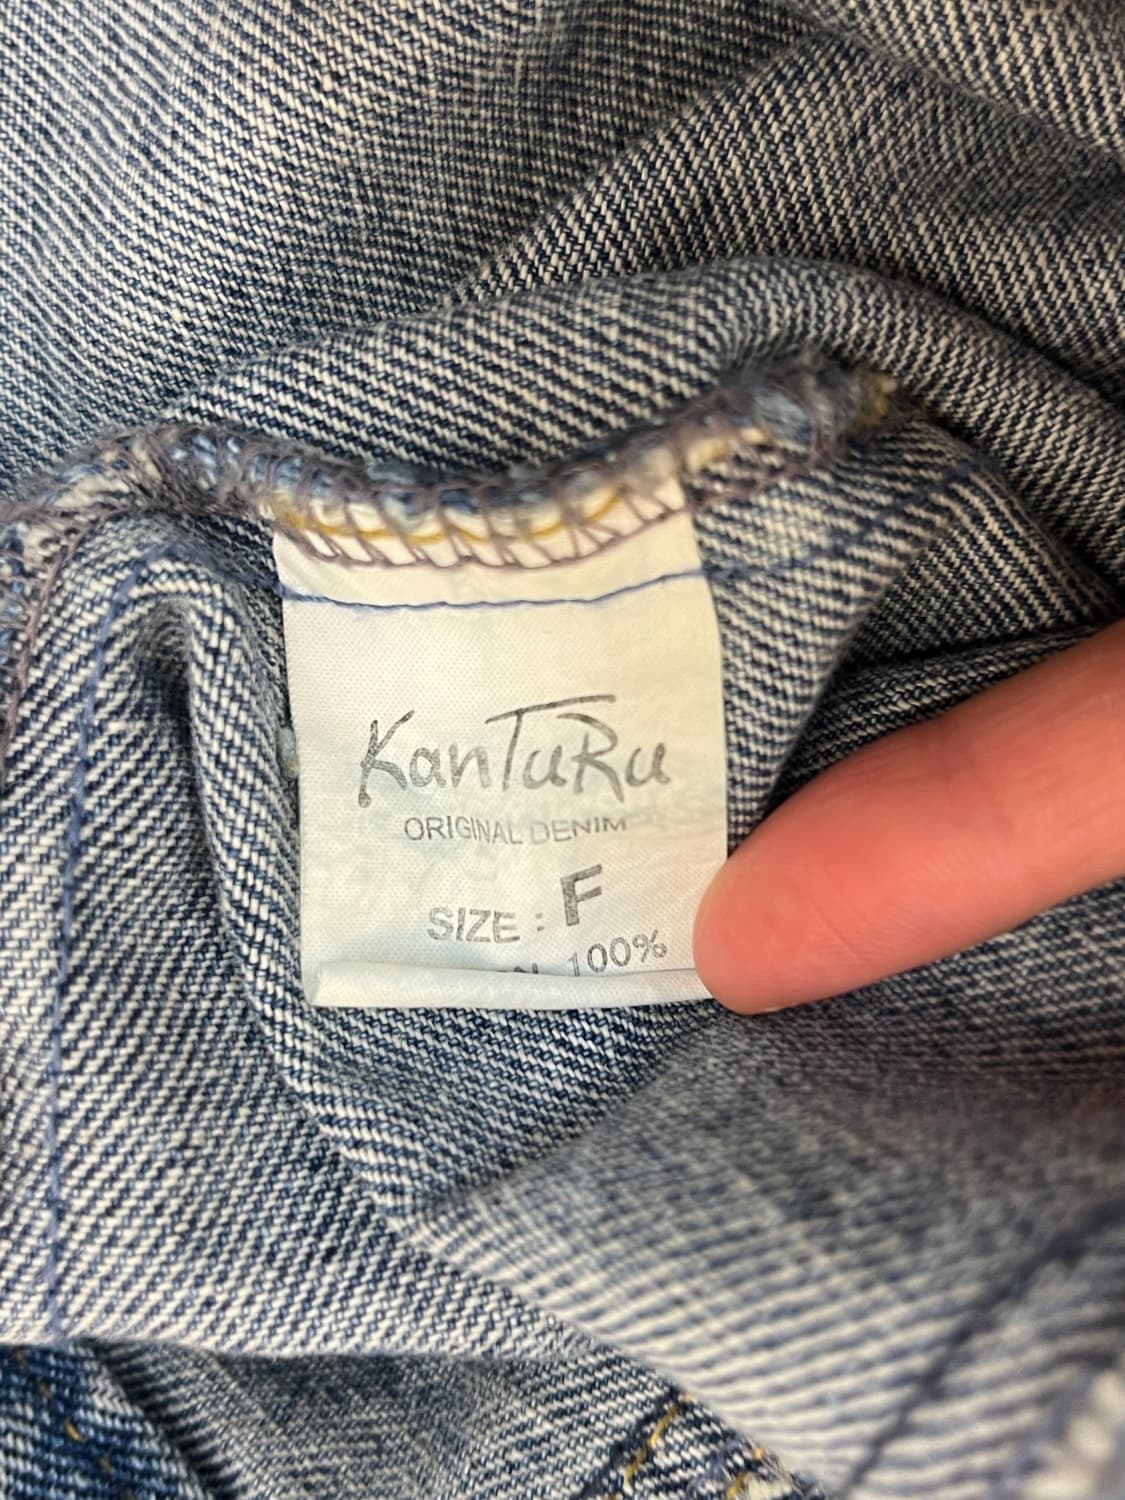 KanTuRu
ORIGINAL DENIM
SIZE : F
100%